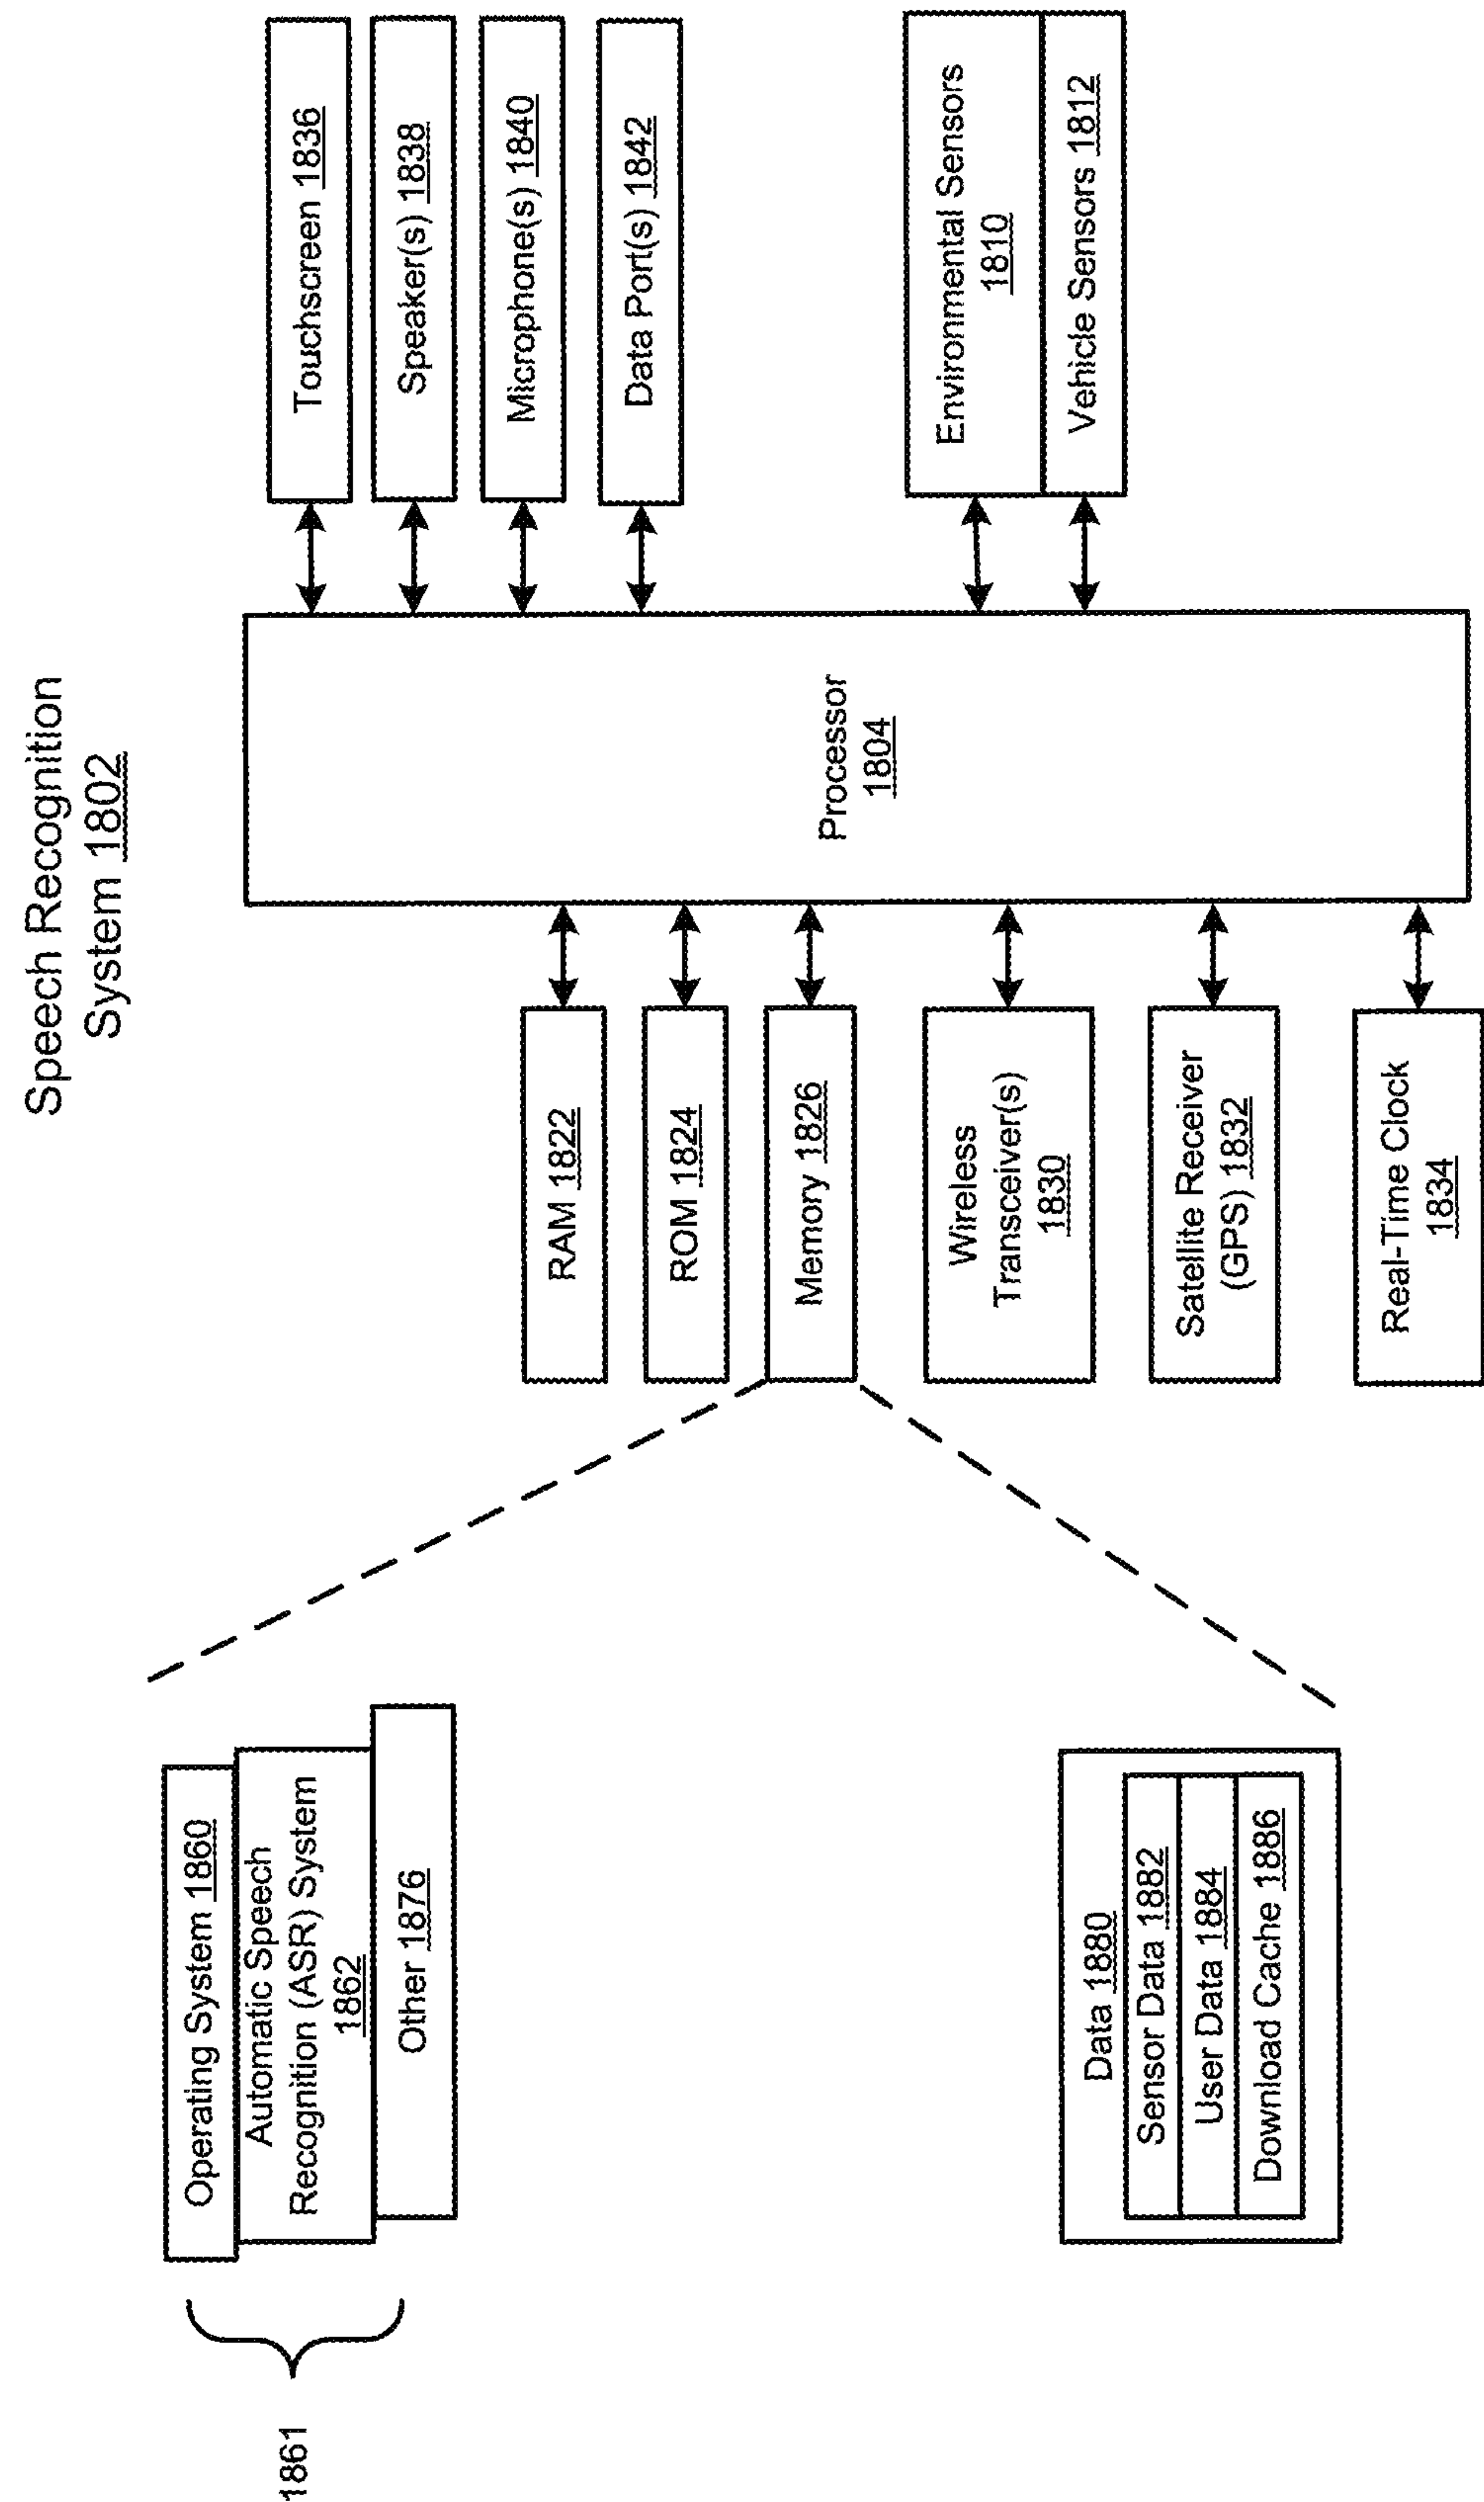 Speech Recognition
System 1802
1861
Operating System 1860
Automatic Speech
Recognition (ASR) System
1862
Other 1876
Data 1880
Sensor Data 1882
User Data 1884
Download Cache 1886
RAM 1822
ROM 1824
Memory 1826
Wireless
Transceiver(s)
1830
Satellite Receiver
(GPS) 1832
Real-Time Clock
1834
Processor
1804
Touchscreen 1836
Speaker(s) 1838
Microphone(s) 1840
Data Port(s) 1842
Environmental Sensors
1810
Vehicle Sensors 1812